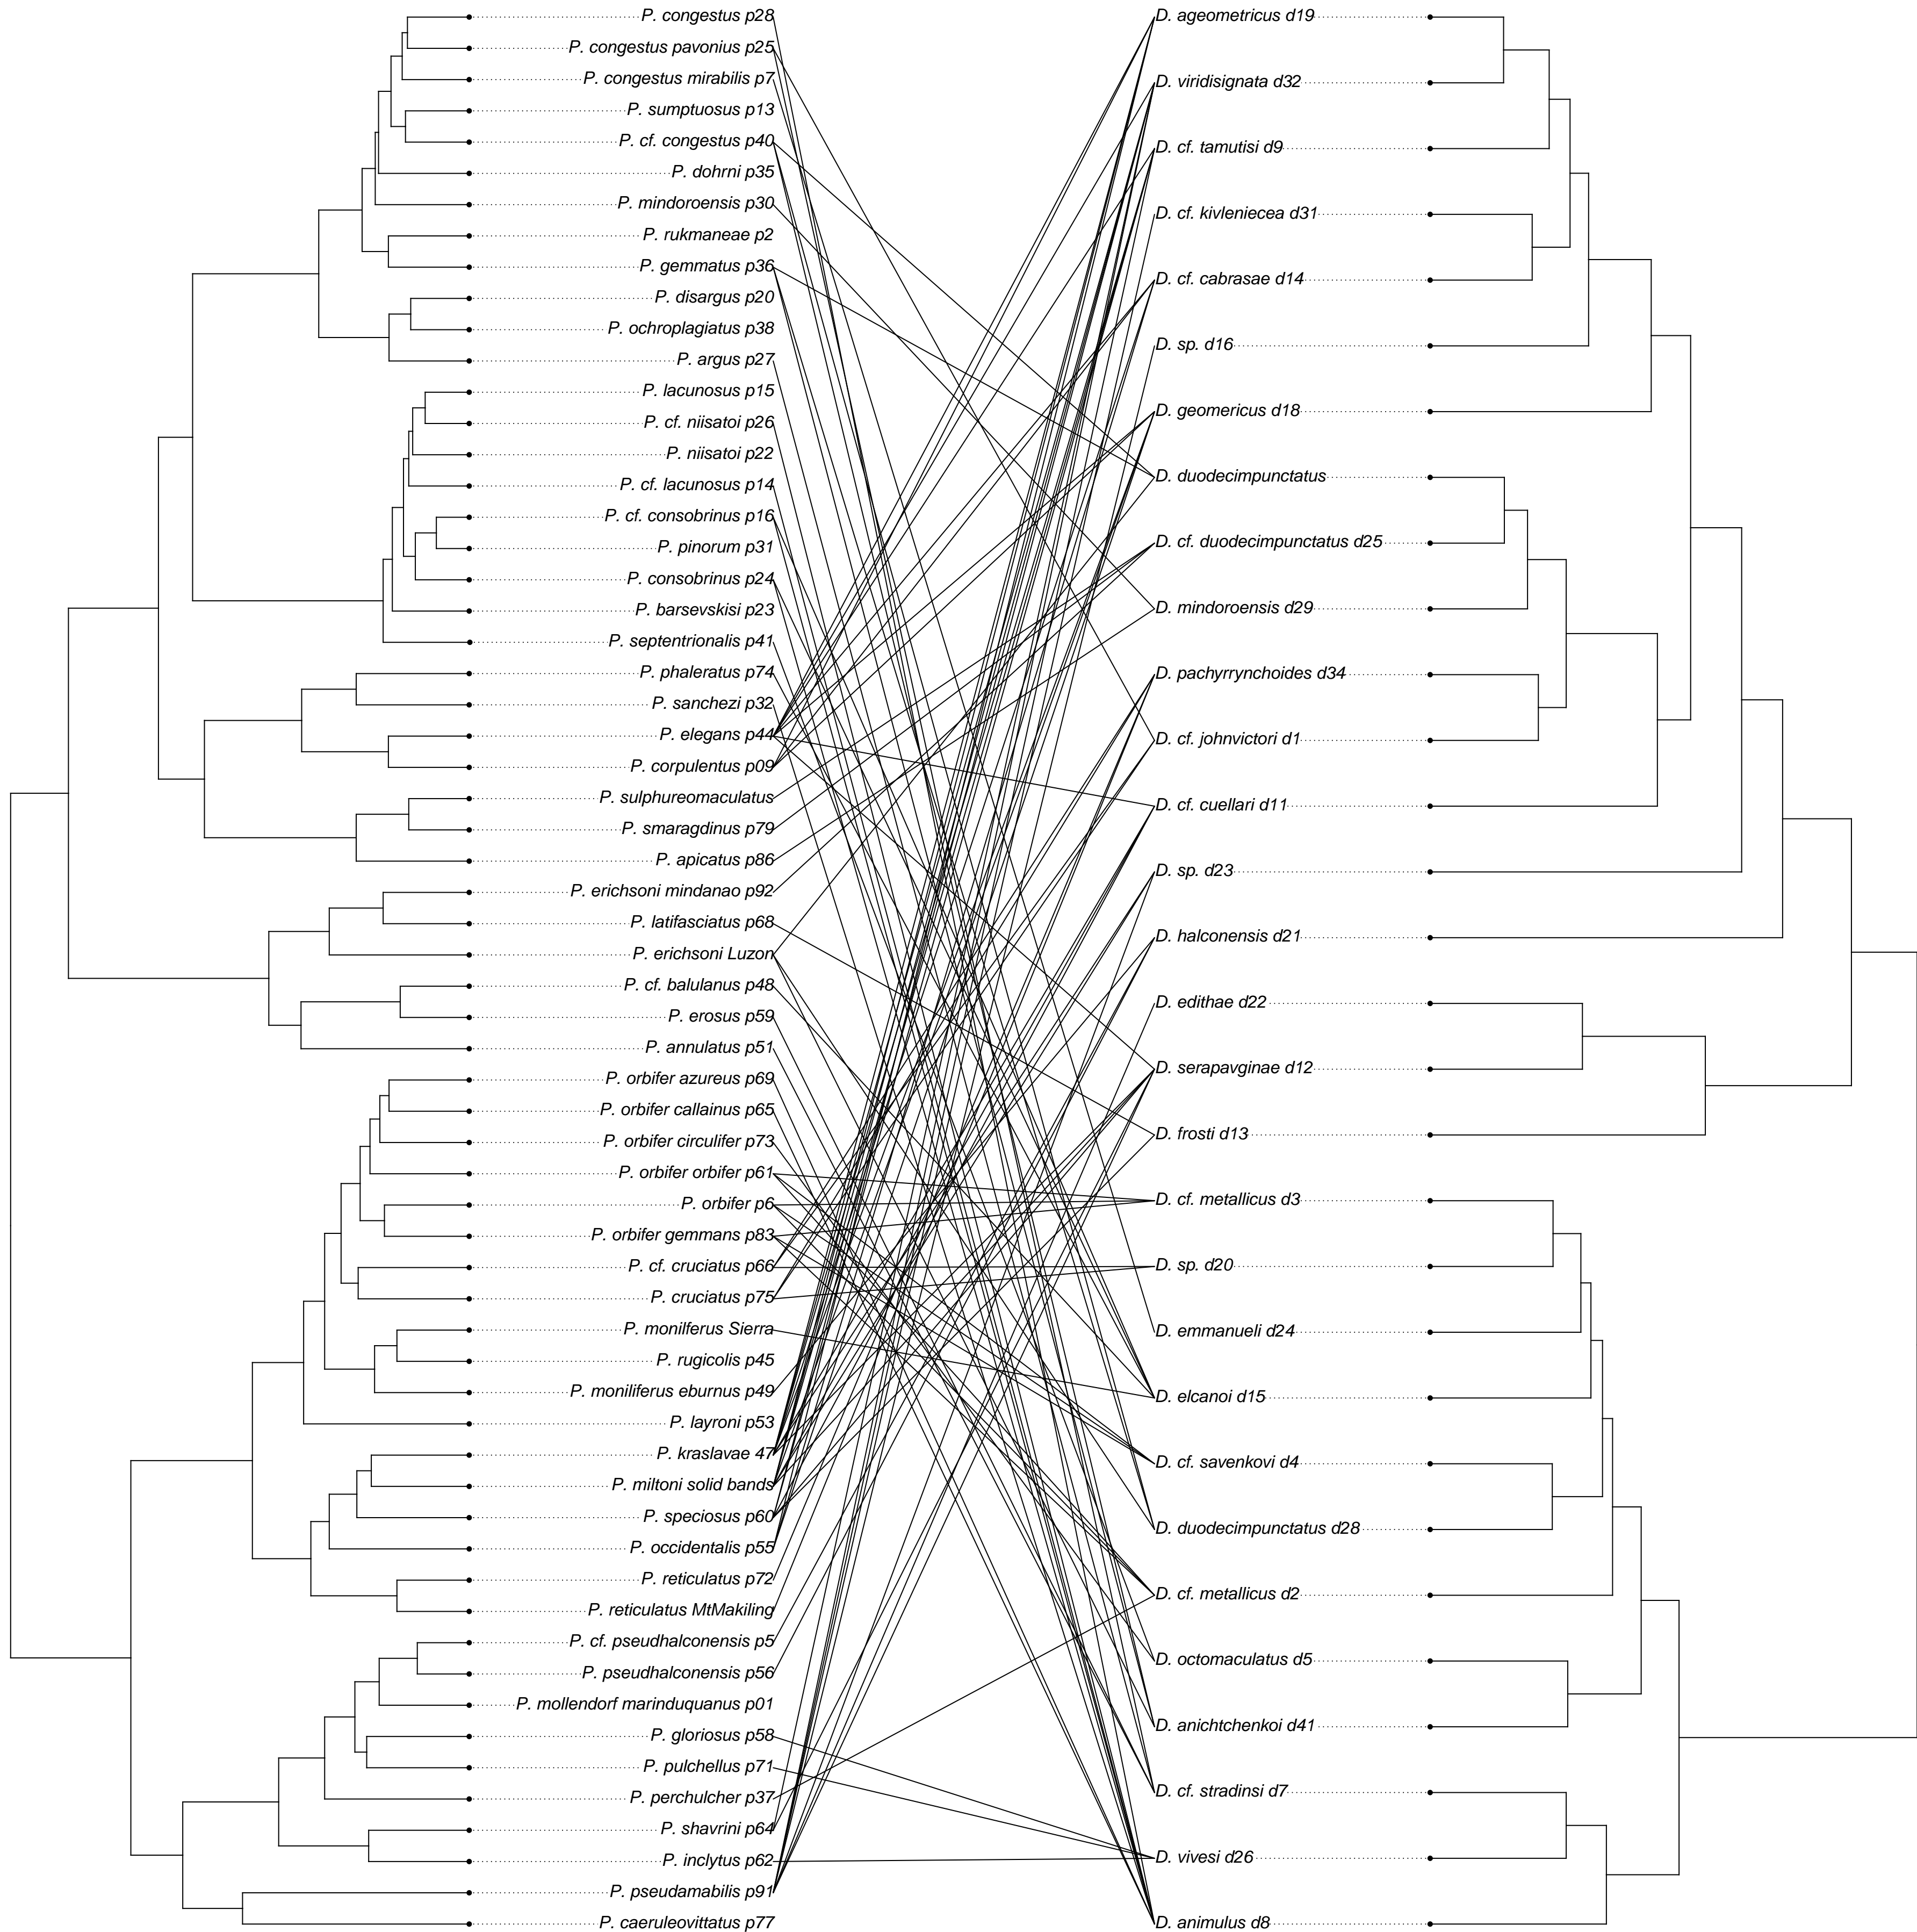 P. congestus p28
P. congestus pavonius p25
P. congestus mirabilis p7
P. sumptuosus p13
P. cf. congestus p40
P. dohrni p35
P. mindoroensis p30
P. rukmaneae p2
P. gemmatus p36
P. disargus p20
P. ochroplagiatus p38
P. argus p27
P. lacunosus p15
P. cf. niisatoi p26
P. niisatoi p22
P. cf. lacunosus p14
P. cf. consobrinus p16
P. pinorum p31
P. consobrinus p24
P. barsevskisi p23
P. septentrionalis p41
P. phaleratus p74
P. sanchezi p32
P. elegans p44
P. corpulentus p09
P. sulphureomaculatus
P. smaragdinus p79
P. apicatus p86
P. erichsoni mindanao p92
P. latifasciatus p68
P. erichsoni Luzon
P. cf. balulanus p48
P. erosus p59
P. annulatus p51
P. orbifer azureus p69
P. orbifer callainus p65
P. orbifer circulifer p73
P. orbifer orbifer p61
P. orbifer p6
P. orbifer gemmans p83
P. cf. cruciatus p66
P. cruciatus p75
P. monilferus Sierra
P. rugicolis p45
P. moniliferus eburnus p49
P. layroni p53
P. kraslavae 47
P. miltoni solid bands
P. speciosus p60
P. occidentalis p55
P. reticulatus p72
P. reticulatus MtMakiling
P. cf. pseudhalconensis p5
P. pseudhalconensis p56
P. mollendorf marinduquanus p01
P. gloriosus p58
P. pulchellus p71
P. perchulcher p37
P. shavrini p64
P. inclytus p62
P. pseudamabilis p91
P. caeruleovittatus p77
D. ageometricus d19
D. viridisignata d32
D. cf. tamutisi d9
D. cf. kivleniecea d31
D. cf. cabrasae d14
D. sp. d16
D. geomericus d18
D. duodecimpunctatus
D. cf. duodecimpunctatus d25
D. mindoroensis d29
D. pachyrrynchoides d34
D. cf. johnvictori d1
D. cf. cuellari d11
D. sp. d23
D. halconensis d21
D. edithae d22
D. serapavginae d12
D. frosti d13
D. cf. metallicus d3
D. sp. d20
D. emmanueli d24
D. elcanoi d15
D. cf. savenkovi d4
D. duodecimpunctatus d28
D. cf. metallicus d2
D. octomaculatus d5
D. anichtchenkoi d41
D. cf. stradinsi d7
D. vivesi d26
D. animulus d8